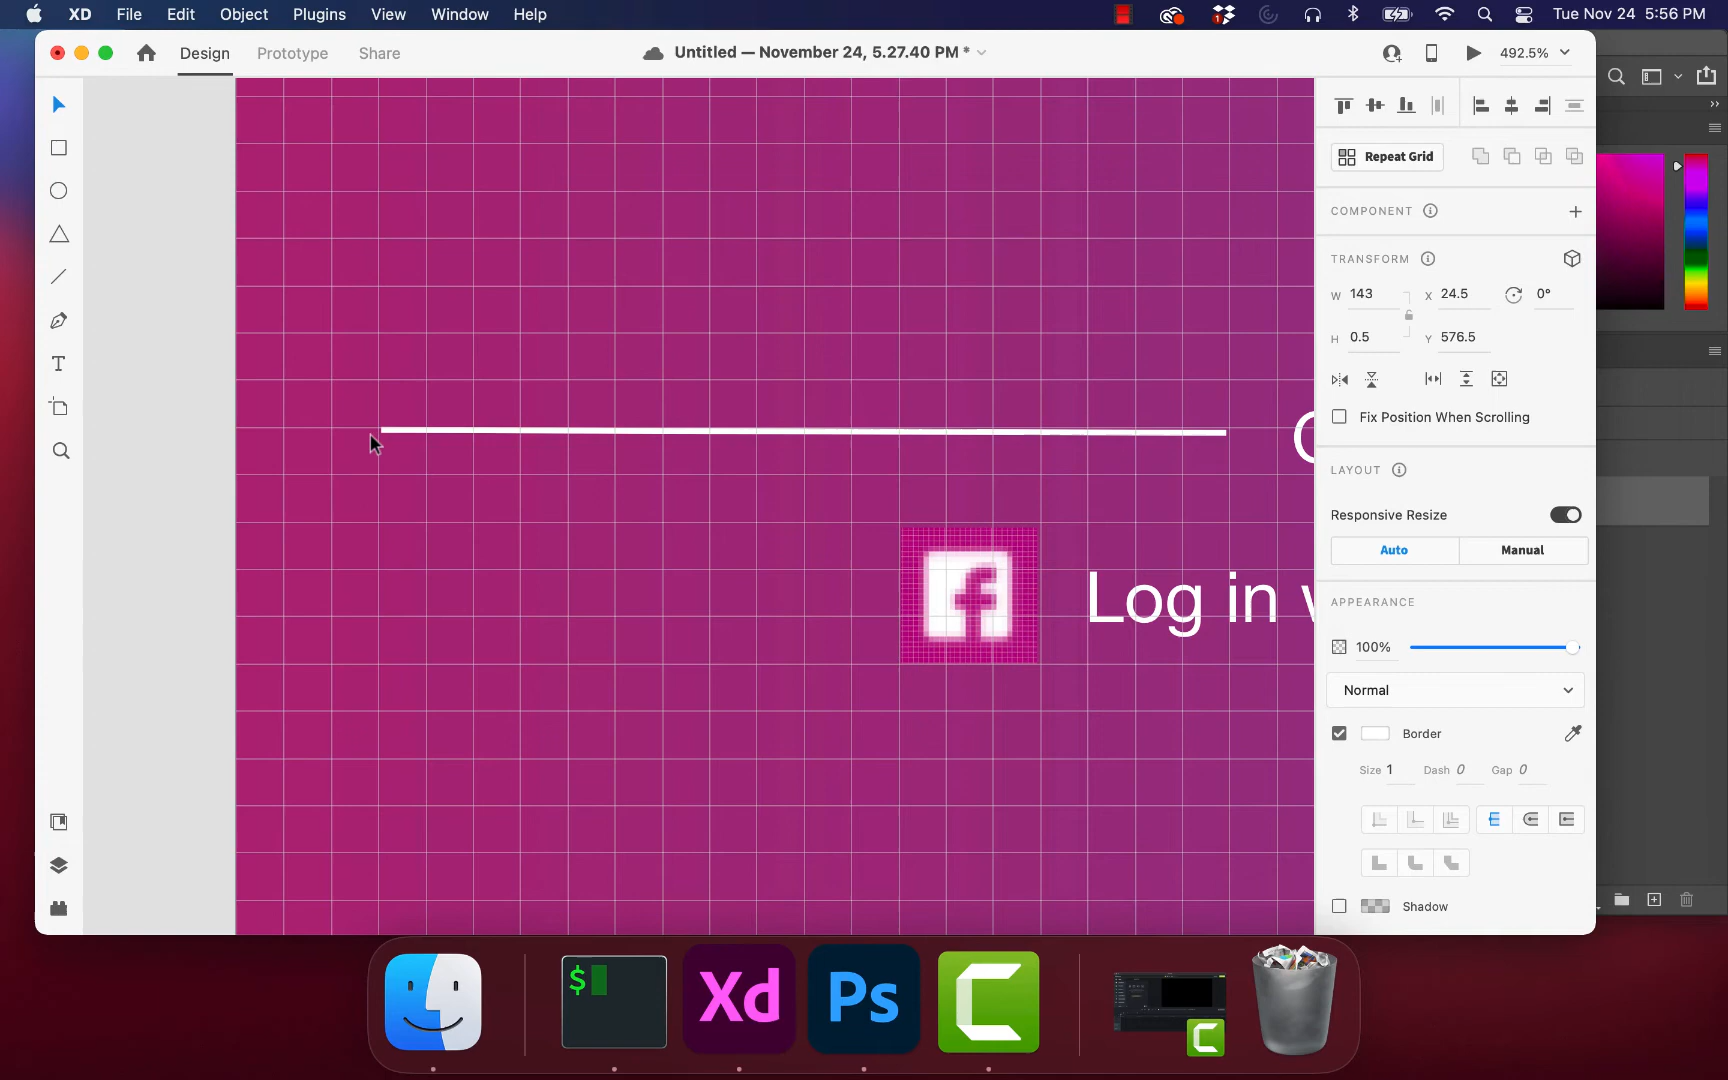 XD File Edit Object Plugins View Window Help
1
Tue Nov 24 5:56 PM
Design Prototype Share
Untitled — November 24, 5.27.40 PM *
492.5%
Repeat Grid
COMPONENT
TRANSFORM
W 143 X 24.5 0°
H 0.5 Y 576.5
Fix Position When Scrolling
LAYOUT
Responsive Resize
Auto Manual
APPEARANCE
100%
Normal
Border
Size 1 Dash 0 Gap 0
Shadow
Log in
$
Xd
Ps